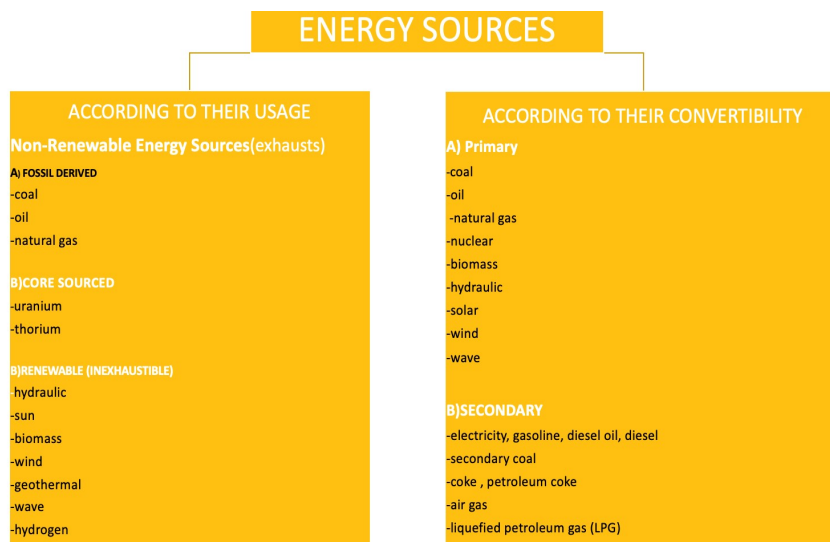 ENERGY SOURCES
ACCORDING TO THEIR USAGE
Non-Renewable Energy Sources(exhausts)
A) FOSSIL DERIVED
-coal
-oil
-natural gas
B)CORE SOURCED
-uranium
-thorium
B)RENEWABLE (INEXHAUSTIBLE)
-hydraulic
-sun
-biomass
-wind
-geothermal
-wave
-hydrogen
ACCORDING TO THEIR CONVERTIBILITY
A) Primary
-coal
-oil
-natural gas
-nuclear
-biomass
-hydraulic
-solar
-wind
-wave
B)SECONDARY
-electricity, gasoline, diesel oil, diesel
-secondary coal
-coke , petroleum coke
-air gas
-liquefied petroleum gas (LPG)